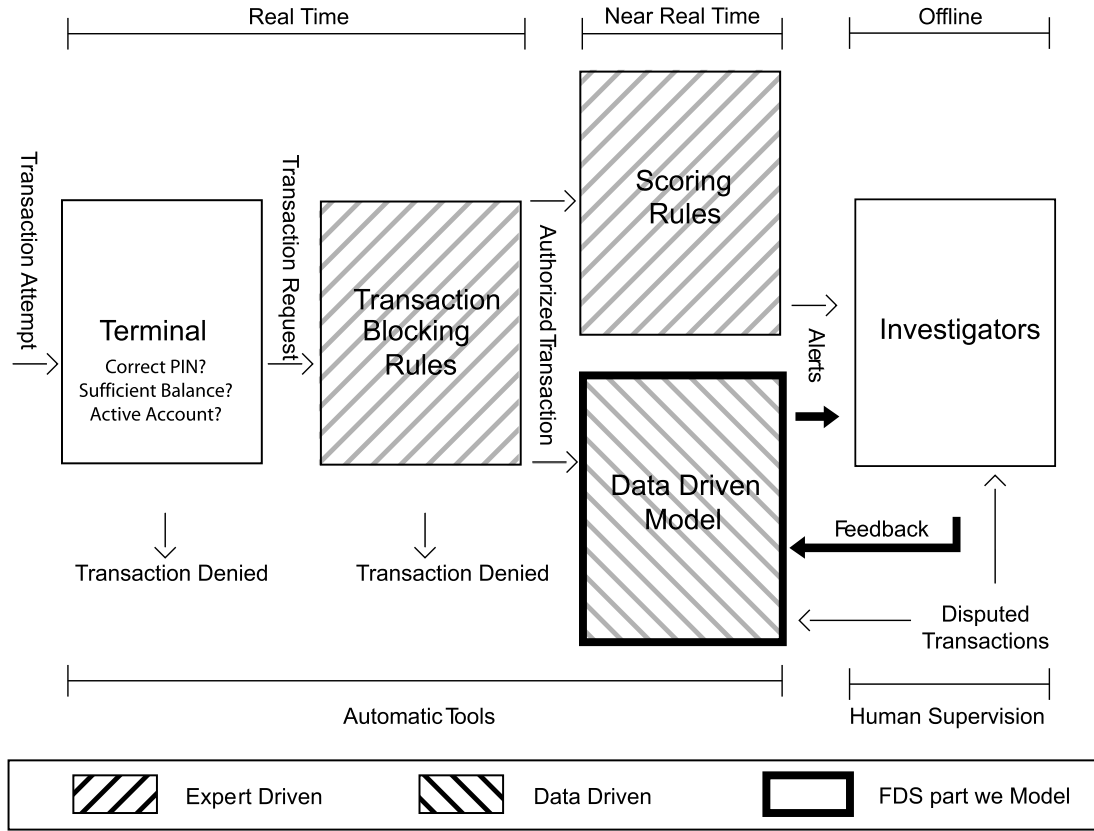 Real Time
Near Real Time
Offline
Transaction Attempt
Terminal
Correct PIN?
Sufficient Balance?
Active Account?
Transaction Request
Transaction
Blocking
Rules
Authorized Transaction
Scoring
Rules
Data Driven
Model
Alerts
Investigators
Feedback
Transaction Denied
Transaction Denied
Disputed
Transactions
Automatic Tools
Human Supervision
Expert Driven
Data Driven
FDS part we Model